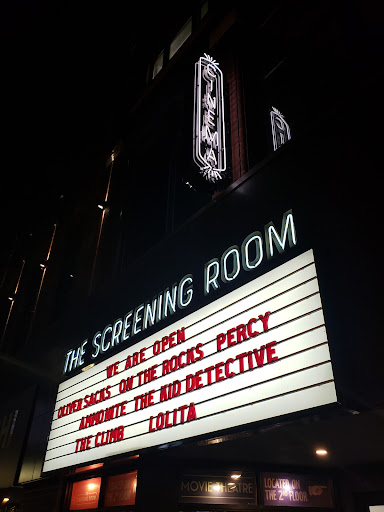 CINEMA
THE SCREENING ROOM
WE ARE OPEN
OLIVER SACKS ON THE ROCKS PERCY
AMMOINTE THE KID DETECTIVE
THE CLIMB LOLITA
MOVIE THEATRE
LOCATED ON
THE 2ND FLOOR